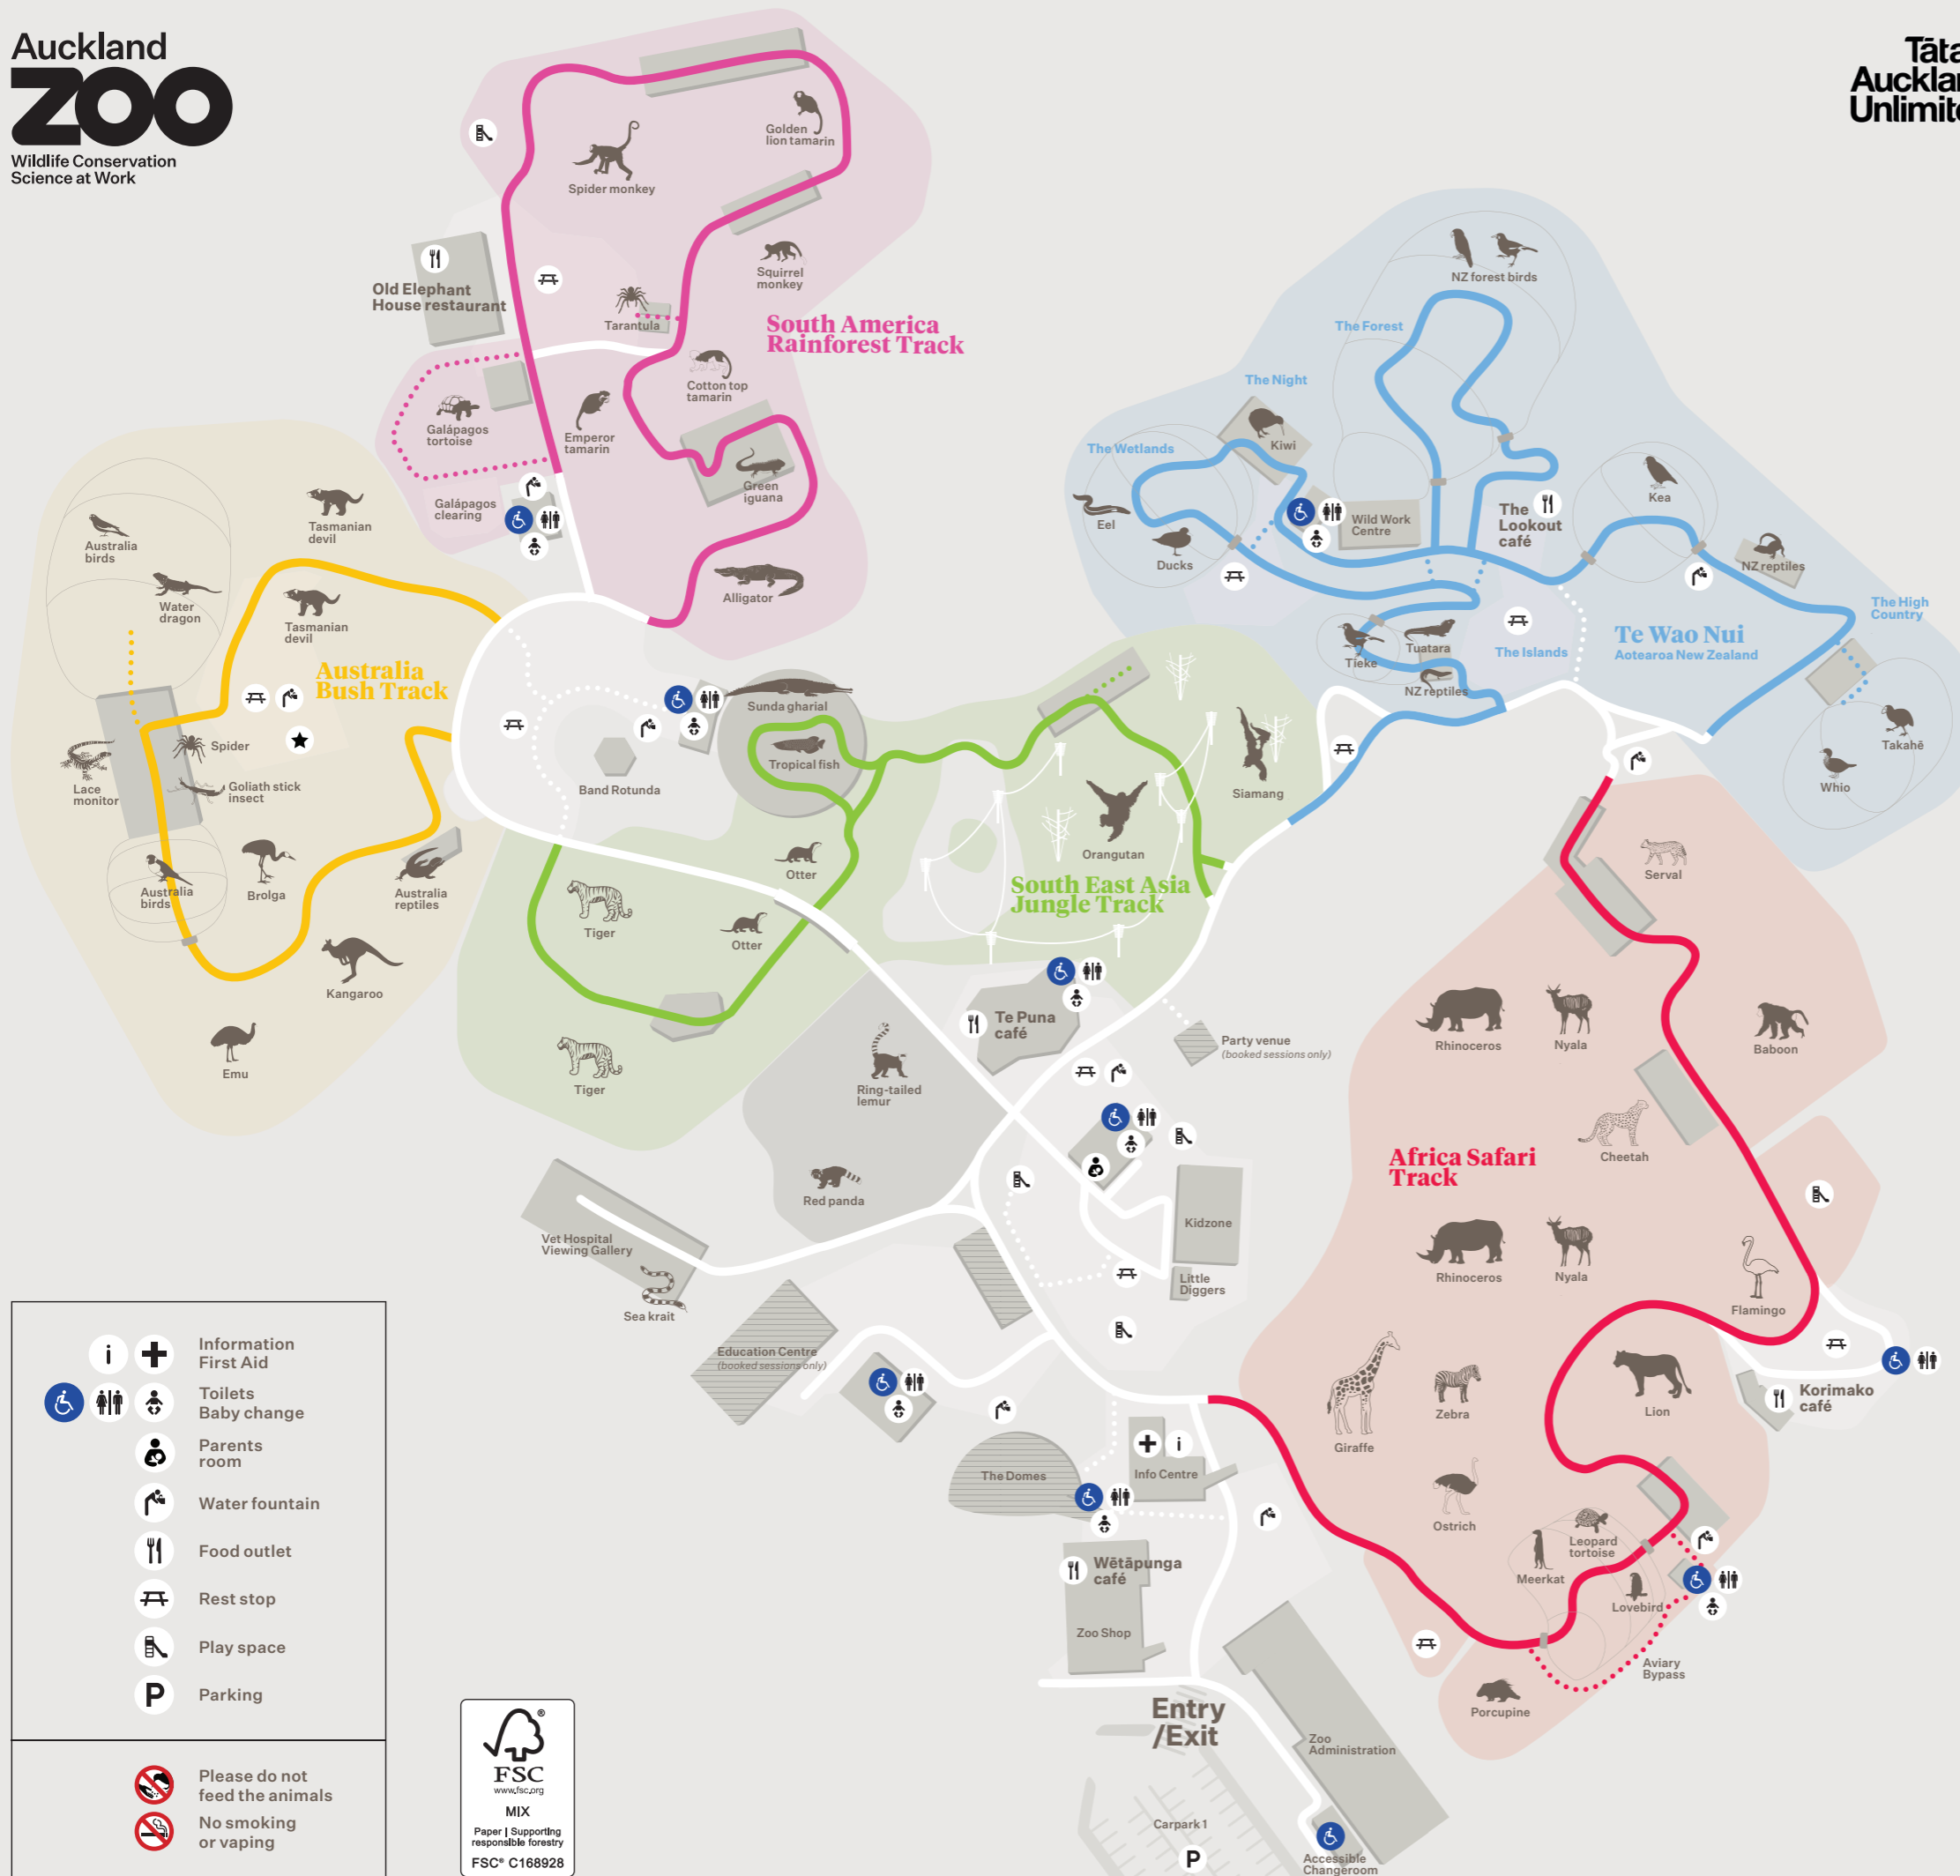 Auckland
ZOO
Wildlife Conservation
Science at Work
Tāta
Aucklan
Unlimite
Golden
lion tamarin
Spider monkey
Squirrel
monkey
Old Elephant
House restaurant
Tarantula
South America
Rainforest Track
Cotton top
tamarin
Galápagos
tortoise
Emperor
tamarin
Green
iguana
Galápagos
clearing
Alligator
NZ forest birds
The Forest
The Night
Kiwi
The Wetlands
Eel
Ducks
Wild Work
Centre
The
Lookout
café
Kea
NZ reptiles
The High
Country
Te Wao Nui
Aotearoa New Zealand
Tīeke
Tuatara
The Islands
NZ reptiles
Takahē
Whio
Australia
birds
Tasmanian
devil
Water
dragon
Tasmanian
devil
Australia
Bush Track
Spider
Lace
monitor
Goliath stick
insect
Australia
birds
Brolga
Australia
reptiles
Kangaroo
Emu
Sunda gharial
Tropical fish
Band Rotunda
Otter
Tiger
Otter
Tiger
Siamang
Orangutan
South East Asia
Jungle Track
Te Puna
café
Party venue
(booked sessions only)
Ring-tailed
lemur
Red panda
Vet Hospital
Viewing Gallery
Sea krait
Kidzone
Little
Diggers
Education Centre
(booked sessions only)
The Domes
Info Centre
Wētāpunga
café
Zoo Shop
Entry
/Exit
Zoo
Administration
Carpark 1
P
Accessible
Changeroom
Serval
Rhinoceros
Nyala
Baboon
Cheetah
Africa Safari
Track
Rhinoceros
Nyala
Flamingo
Giraffe
Zebra
Lion
Korimako
café
Ostrich
Leopard
tortoise
Meerkat
Lovebird
Aviary
Bypass
Porcupine
i
Information
First Aid
Toilets
Baby change
Parents
room
Water fountain
Food outlet
Rest stop
Play space
P
Parking
Please do not
feed the animals
No smoking
or vaping
®
FSC
www.fsc.org
MIX
Paper | Supporting
responsible forestry
FSC® C168928
i